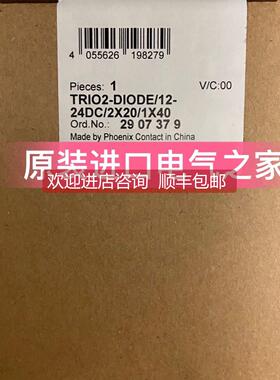 4 055626 198279
Pieces: 1 V/C:00
TRIO2-DIODE/12-
24DC/2X20/1X40
Ord.No.: 29 07 37 9
Made by Phoenix Contact in China
原装进口电气之家
欢迎进店咨询 顺丰包邮